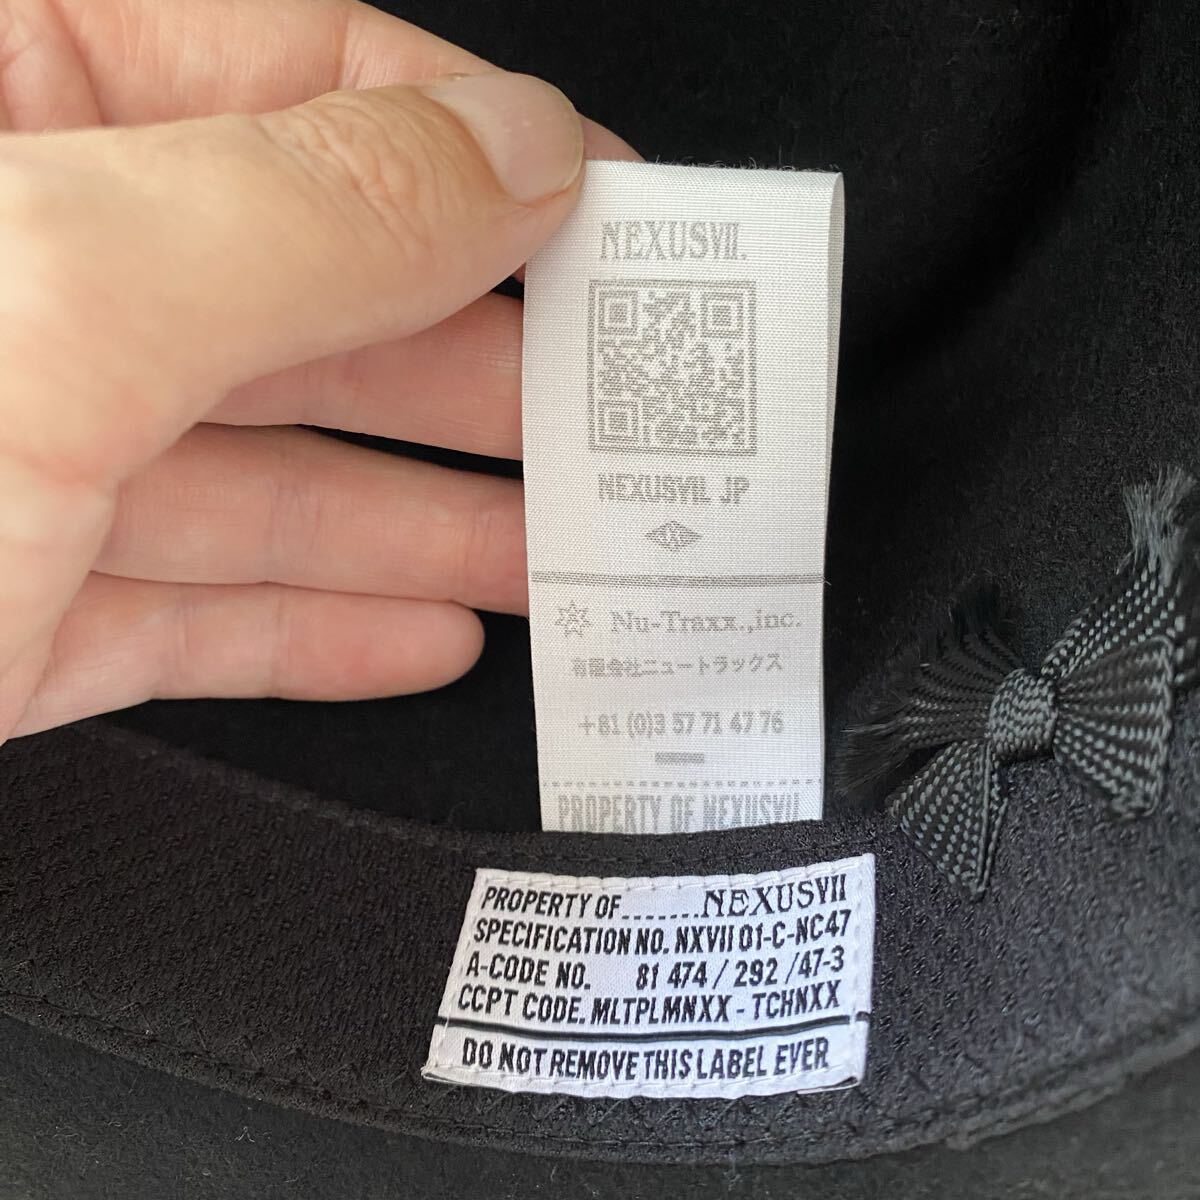 NEXUSVII.
NEXUSVII. JP
Nu-Traxx.,inc.
有限会社ニュートラックス
+81 (0)3 57 71 47 76
PROPERTY OF NEXUSVII
PROPERTY OF........NEXUSVII
SPECIFICATION NO. NXVII 01-C-NC47
A-CODE NO. 81 474 / 292 /47-3
CCPT CODE. MLTPLMNXX - TCHNXX
DO NOT REMOVE THIS LABEL EVER